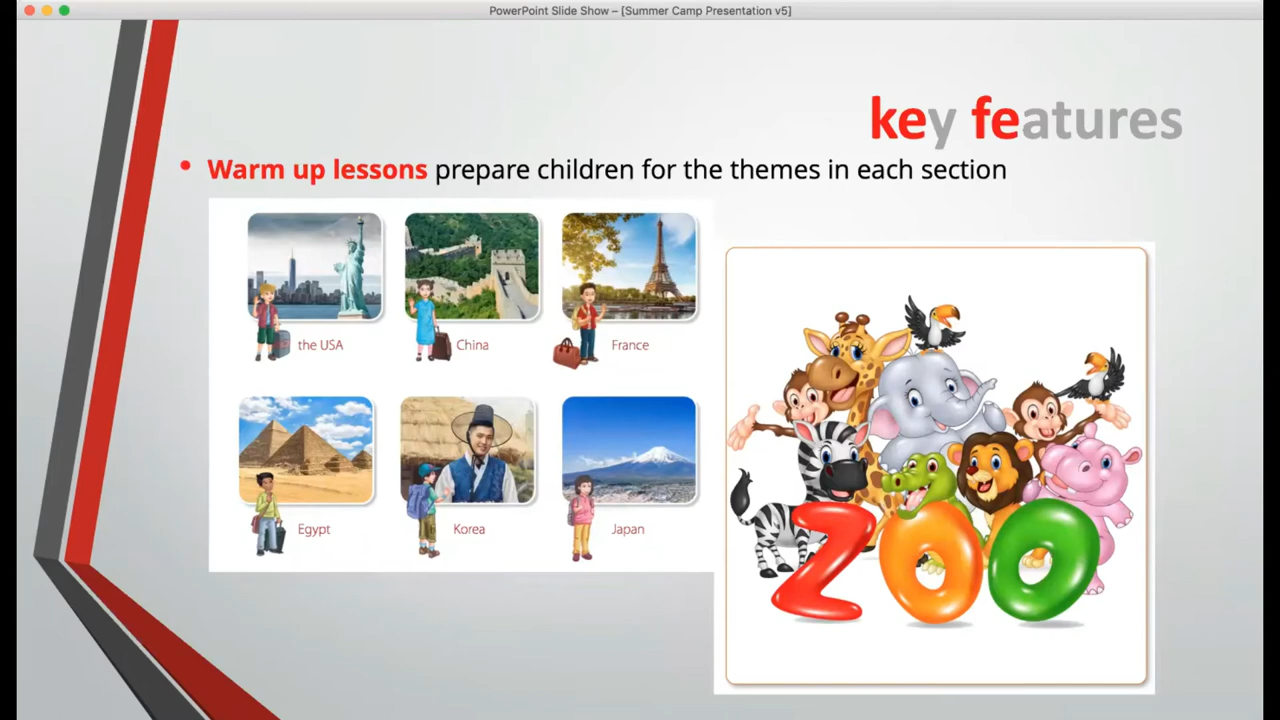 PowerPoint Slide Show – [Summer Camp Presentation v5]
key features
• Warm up lessons prepare children for the themes in each section
the USA
China
France
Egypt
Korea
Japan
ZOO